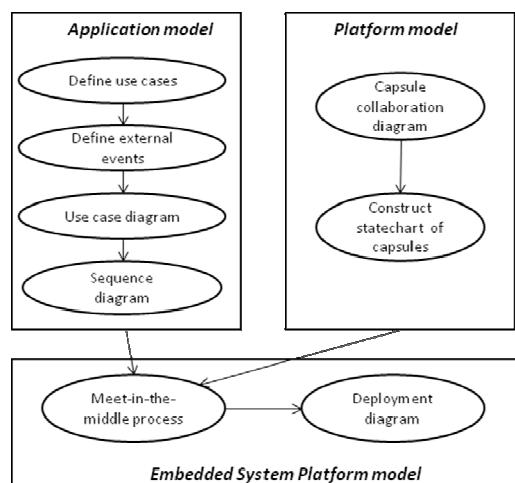 Application model
Define use cases
Define external
events
Use case diagram
Sequence
diagram
Platform model
Capsule
collaboration
diagram
Construct
statechart of
capsules
Meet-in-the-
middle process
Deployment
diagram
Embedded System Platform model